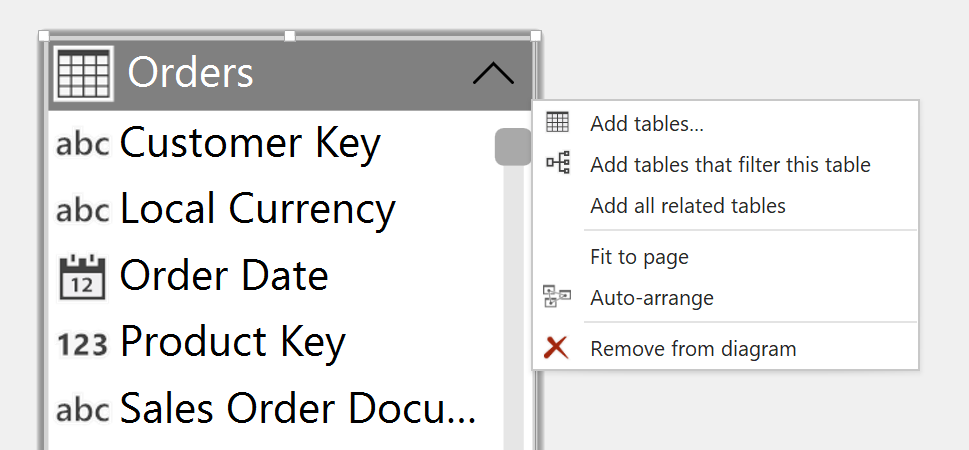 Orders
abc Customer Key
abc Local Currency
12 Order Date
123 Product Key
abc Sales Order Docu...
Add tables...
Add tables that filter this table
Add all related tables
Fit to page
Auto-arrange
Remove from diagram